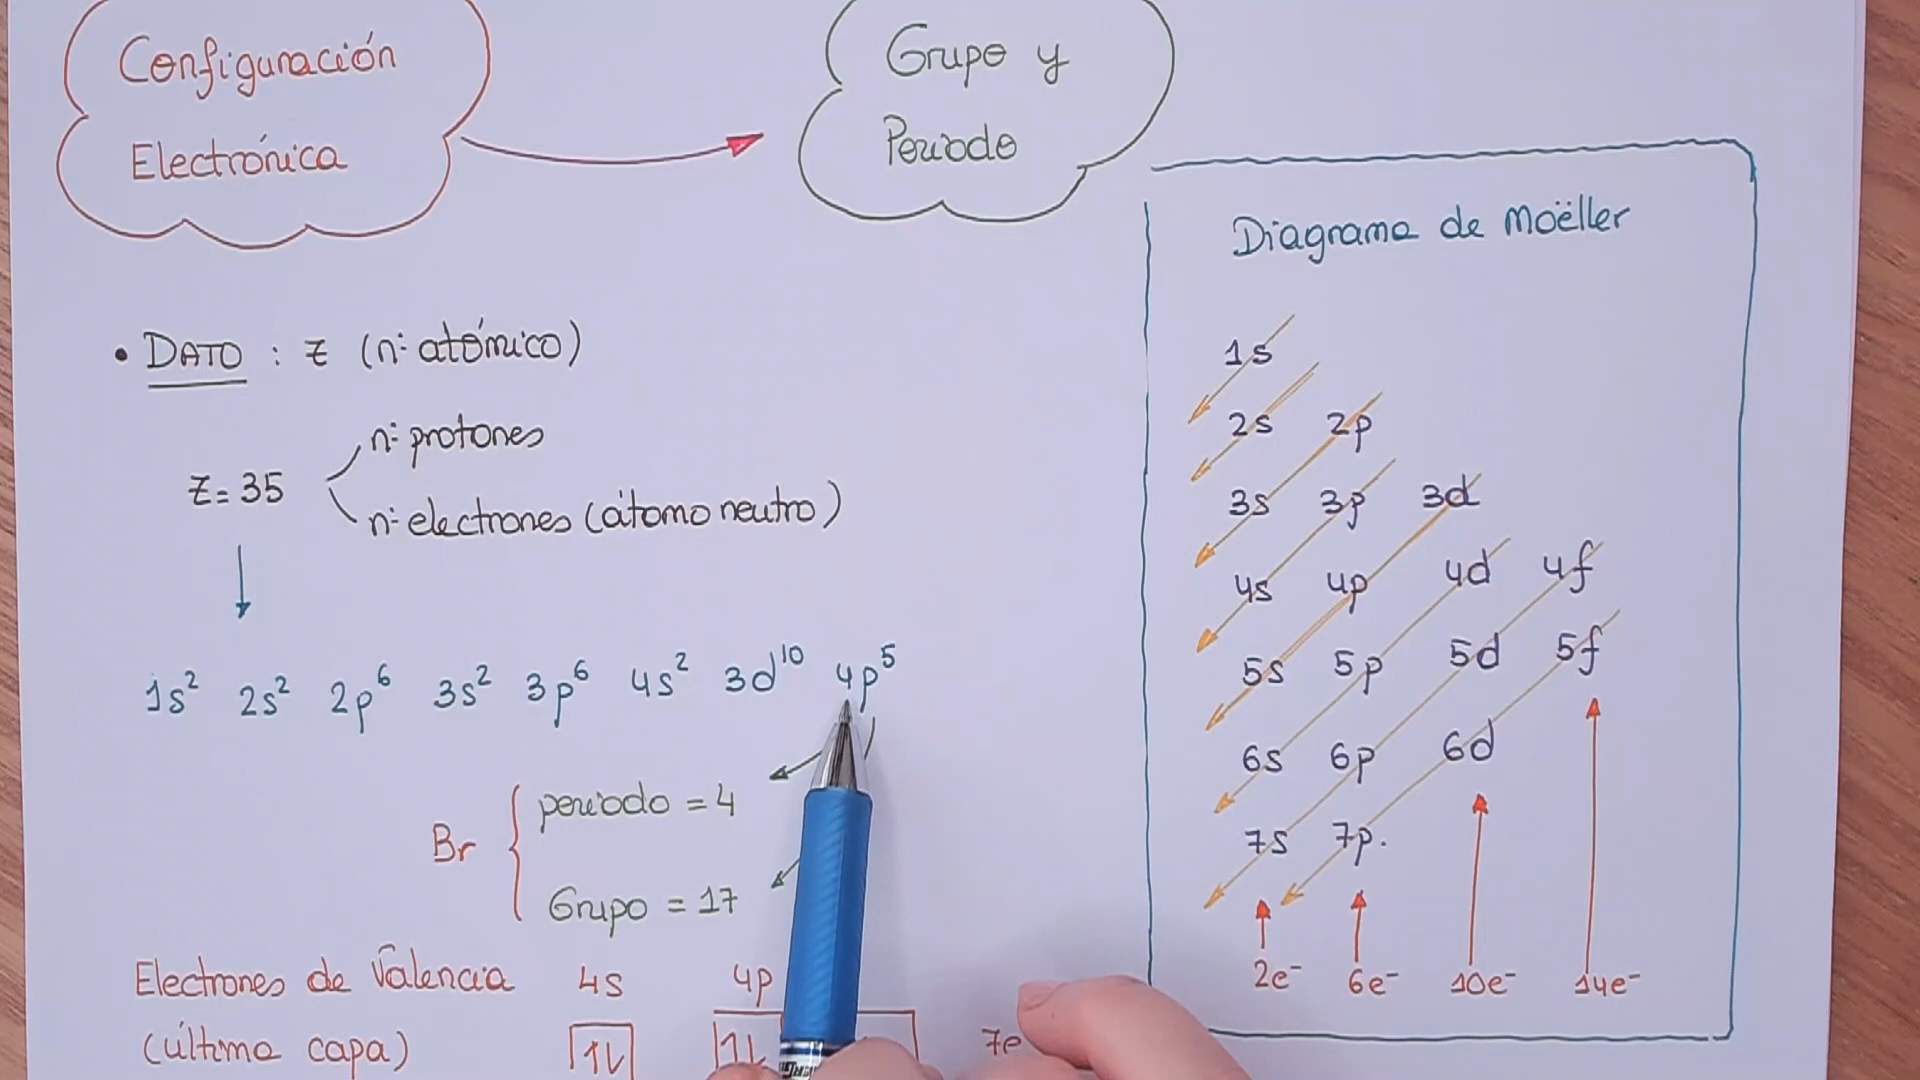 Configuración
Electrónica
Grupo y
Periodo
Diagrama de Moëller
• DATO : Z (nº atómico)
nº protones
Z = 35
nº electrones (átomo neutro)
1s² 2s² 2p⁶ 3s² 3p⁶ 4s² 3d¹⁰ 4p⁵
Br
periodo = 4
Grupo = 17
Electrones de Valencia 4s 4p
(última capa) 7e
1s
2s 2p
3s 3p 3d
4s 4p 4d 4f
5s 5p 5d 5f
6s 6p 6d
7s 7p.
2e⁻ 6e⁻ 10e⁻ 14e⁻